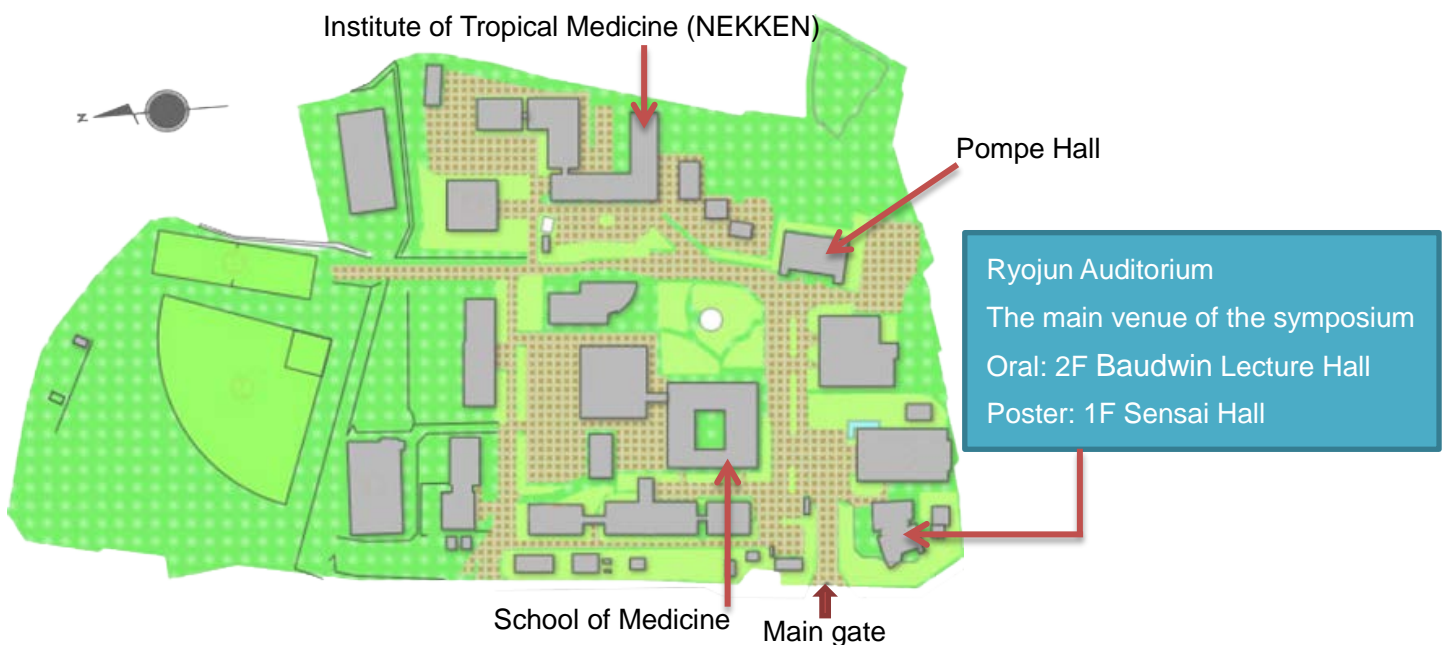 Institute of Tropical Medicine (NEKKEN)
N
Pompe Hall
Ryojun Auditorium
The main venue of the symposium
Oral: 2F Baudwin Lecture Hall
Poster: 1F Sensai Hall
School of Medicine
Main gate